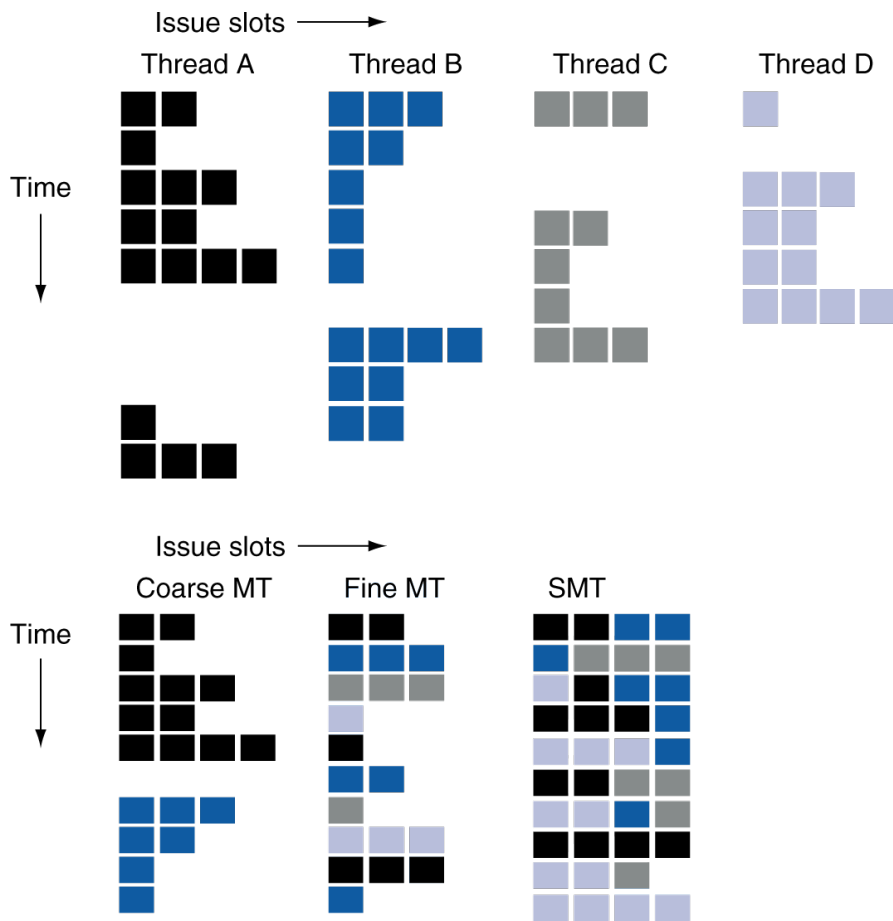 Issue slots
Thread A Thread B Thread C Thread D
Time
Issue slots
Coarse MT Fine MT SMT
Time